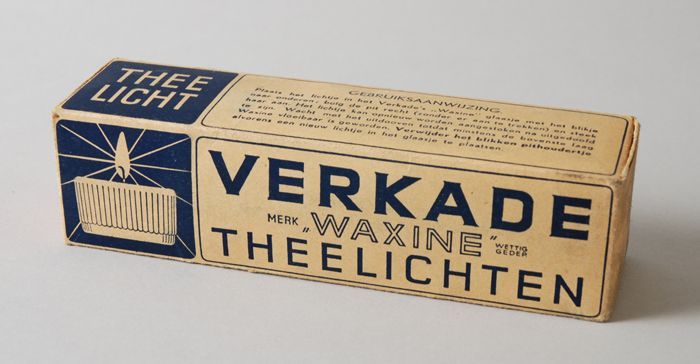 THEE
LICHT
GEBRUIKSAANWIJZING
Plaats het lichtje in het Verkade's „Waxine" glaasje met het blikje
naar onderen, buig de pit recht (zonder er aan te trekken) en steek
haar aan. Het lichtje kan opnieuw worden aangestoken na uitgedoofd
te zijn. Wacht met het uitdooven totdat minstens de bovenste laag
Waxine vloeibaar is geworden. Verwijder het blikken pithoudertje
alvorens een nieuw lichtje in het glaasje te plaatsen.
VERKADE
MERK „WAXINE" WETTIG
GEDEP.
THEELICHTEN